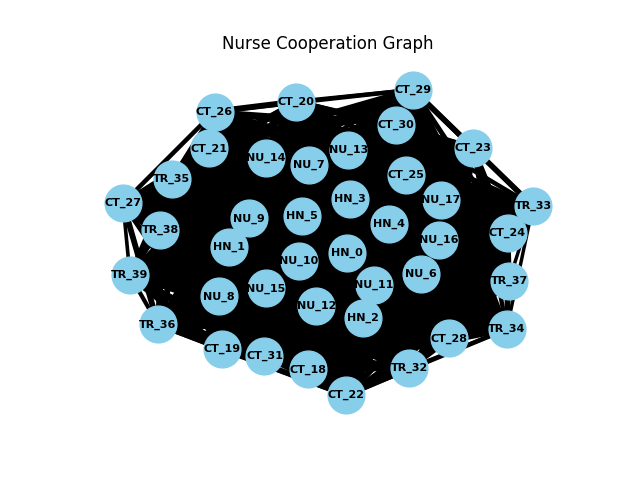 Nurse Cooperation Graph
CT_29
CT_20
CT_26
CT_30
CT_21
CT_23
NU_13
NU_14
NU_7
CT_25
TR_35
HN_3
NU_17
CT_27
TR_33
HN_5
NU_9
HN_4
TR_38
CT_24
NU_16
HN_1
HN_0
NU_10
NU_6
TR_39
TR_37
NU_11
NU_15
NU_8
NU_12
HN_2
TR_36
TR_34
CT_28
CT_19
CT_31
CT_18
TR_32
CT_22